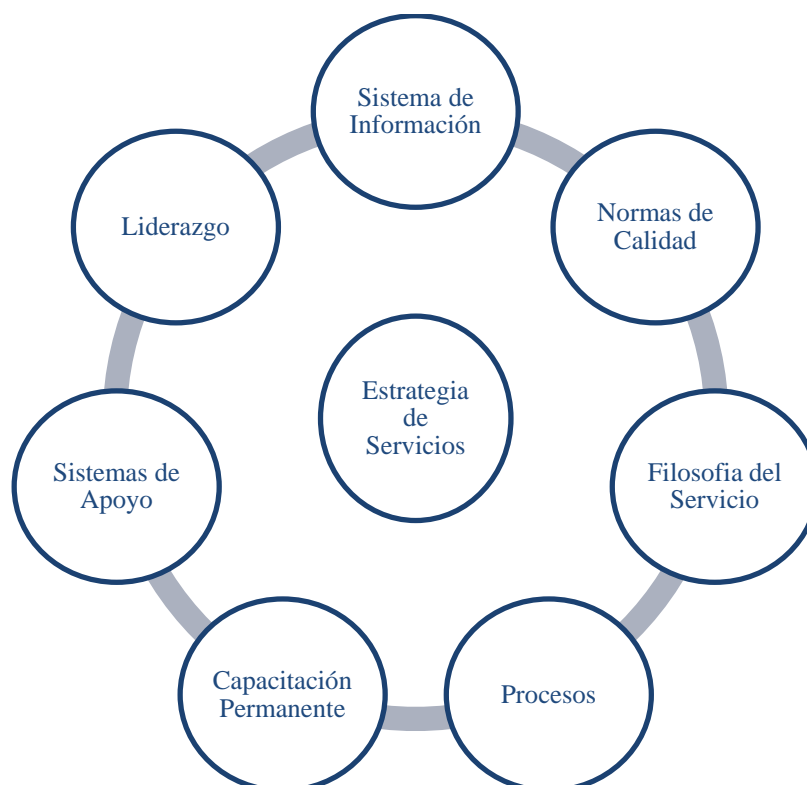 Sistema de
Información
Normas de
Calidad
Filosofia del
Servicio
Procesos
Capacitación
Permanente
Sistemas de
Apoyo
Liderazgo
Estrategia
de
Servicios